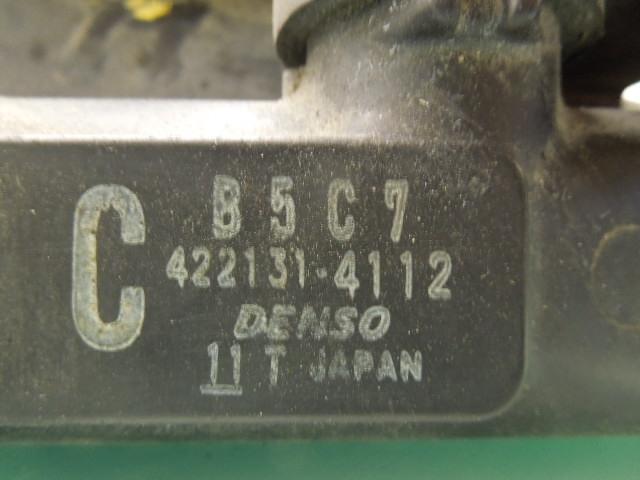 C
B5C7
422131-4112
DENSO
11 T JAPAN